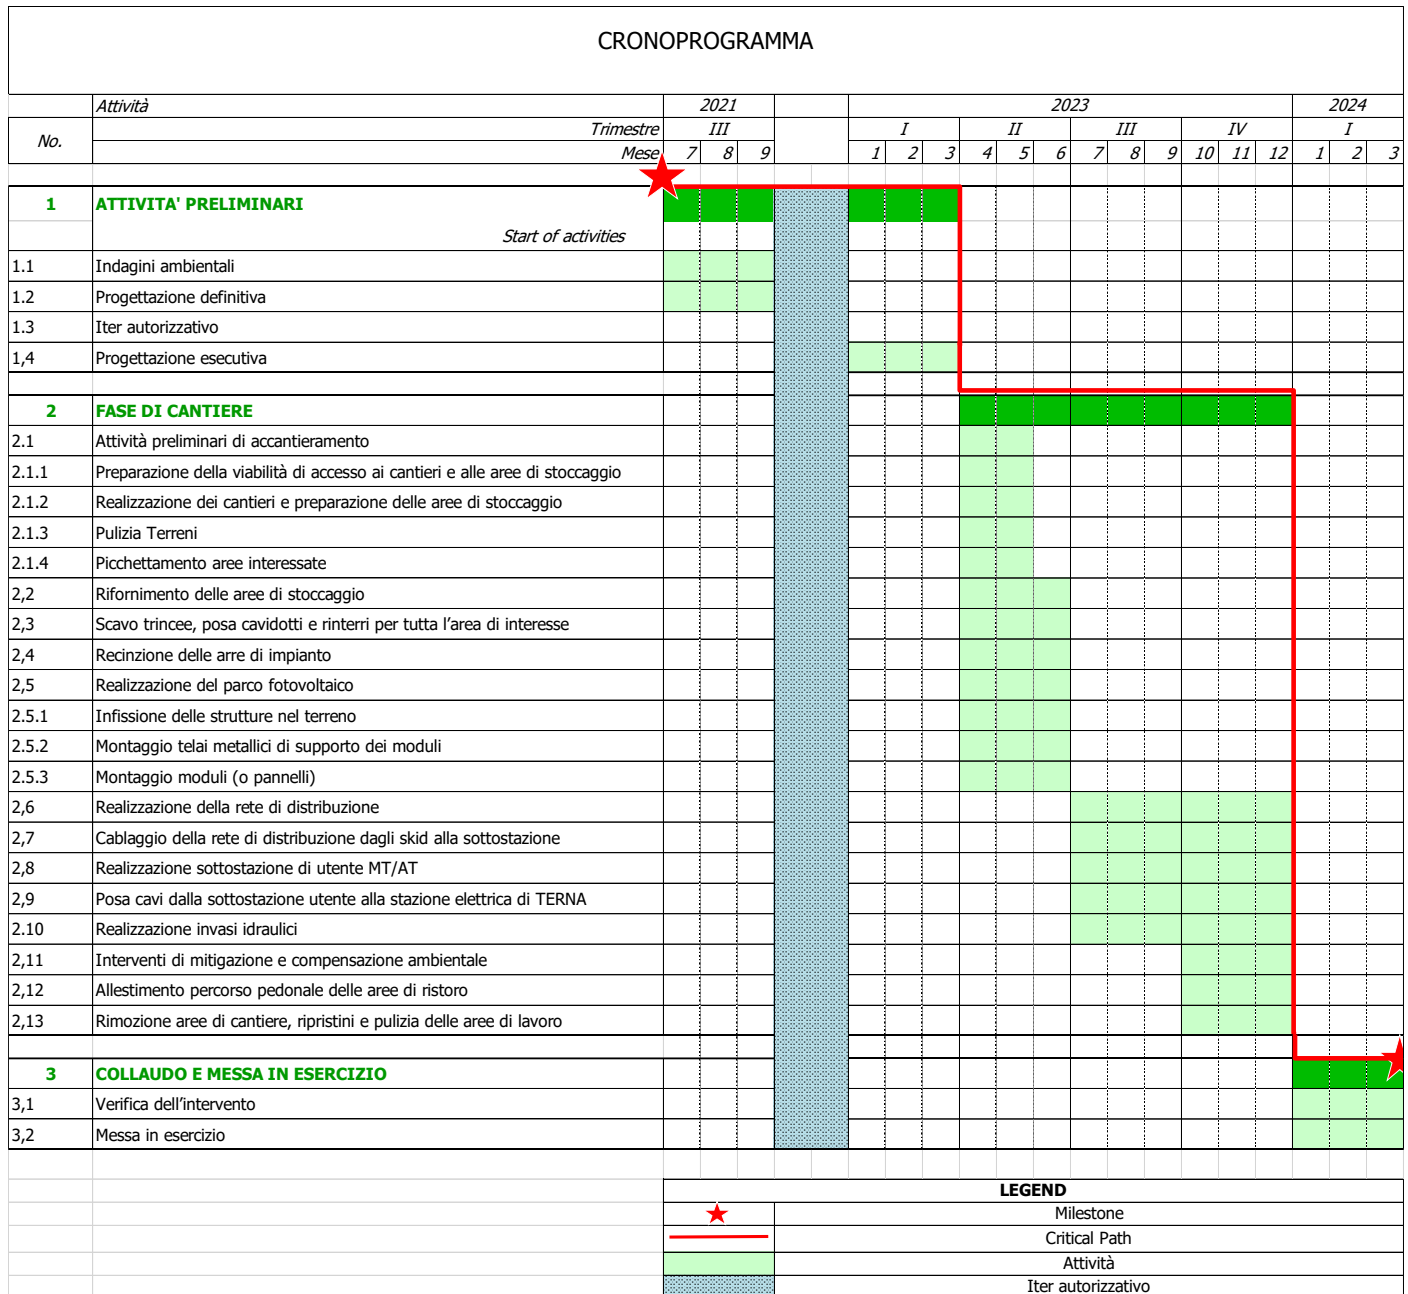 CRONOPROGRAMMA
Attività 2021 2023 2024
No. Trimestre III I II III IV I
Mese 7 8 9 1 2 3 4 5 6 7 8 9 10 11 12 1 2 3
1 ATTIVITA' PRELIMINARI
Start of activities
1.1 Indagini ambientali
1.2 Progettazione definitiva
1.3 Iter autorizzativo
1,4 Progettazione esecutiva
2 FASE DI CANTIERE
2.1 Attività preliminari di accantieramento
2.1.1 Preparazione della viabilità di accesso ai cantieri e alle aree di stoccaggio
2.1.2 Realizzazione dei cantieri e preparazione delle aree di stoccaggio
2.1.3 Pulizia Terreni
2.1.4 Picchettamento aree interessate
2,2 Rifornimento delle aree di stoccaggio
2,3 Scavo trincee, posa cavidotti e rinterri per tutta l’area di interesse
2,4 Recinzione delle arre di impianto
2,5 Realizzazione del parco fotovoltaico
2.5.1 Infissione delle strutture nel terreno
2.5.2 Montaggio telai metallici di supporto dei moduli
2.5.3 Montaggio moduli (o pannelli)
2,6 Realizzazione della rete di distribuzione
2,7 Cablaggio della rete di distribuzione dagli skid alla sottostazione
2,8 Realizzazione sottostazione di utente MT/AT
2,9 Posa cavi dalla sottostazione utente alla stazione elettrica di TERNA
2.10 Realizzazione invasi idraulici
2,11 Interventi di mitigazione e compensazione ambientale
2,12 Allestimento percorso pedonale delle aree di ristoro
2,13 Rimozione aree di cantiere, ripristini e pulizia delle aree di lavoro
3 COLLAUDO E MESSA IN ESERCIZIO
3,1 Verifica dell’intervento
3,2 Messa in esercizio
LEGEND
Milestone
Critical Path
Attività
Iter autorizzativo